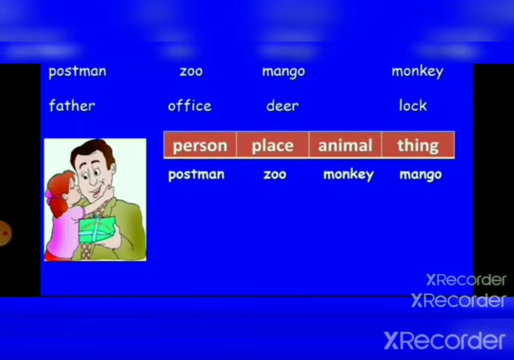 postman zoo mango monkey
father office deer lock
person place animal thing
postman zoo monkey mango
XRecorder
XRecorder
XRecorder